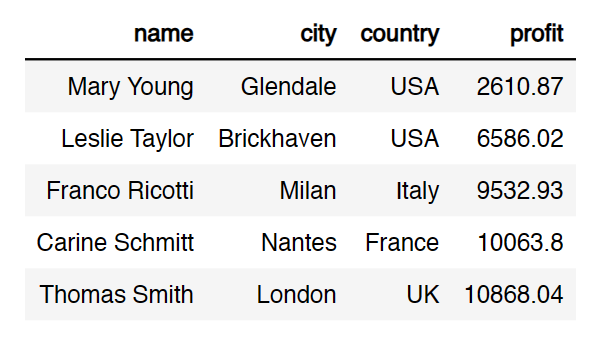 name city country profit
Mary Young Glendale USA 2610.87
Leslie Taylor Brickhaven USA 6586.02
Franco Ricotti Milan Italy 9532.93
Carine Schmitt Nantes France 10063.8
Thomas Smith London UK 10868.04